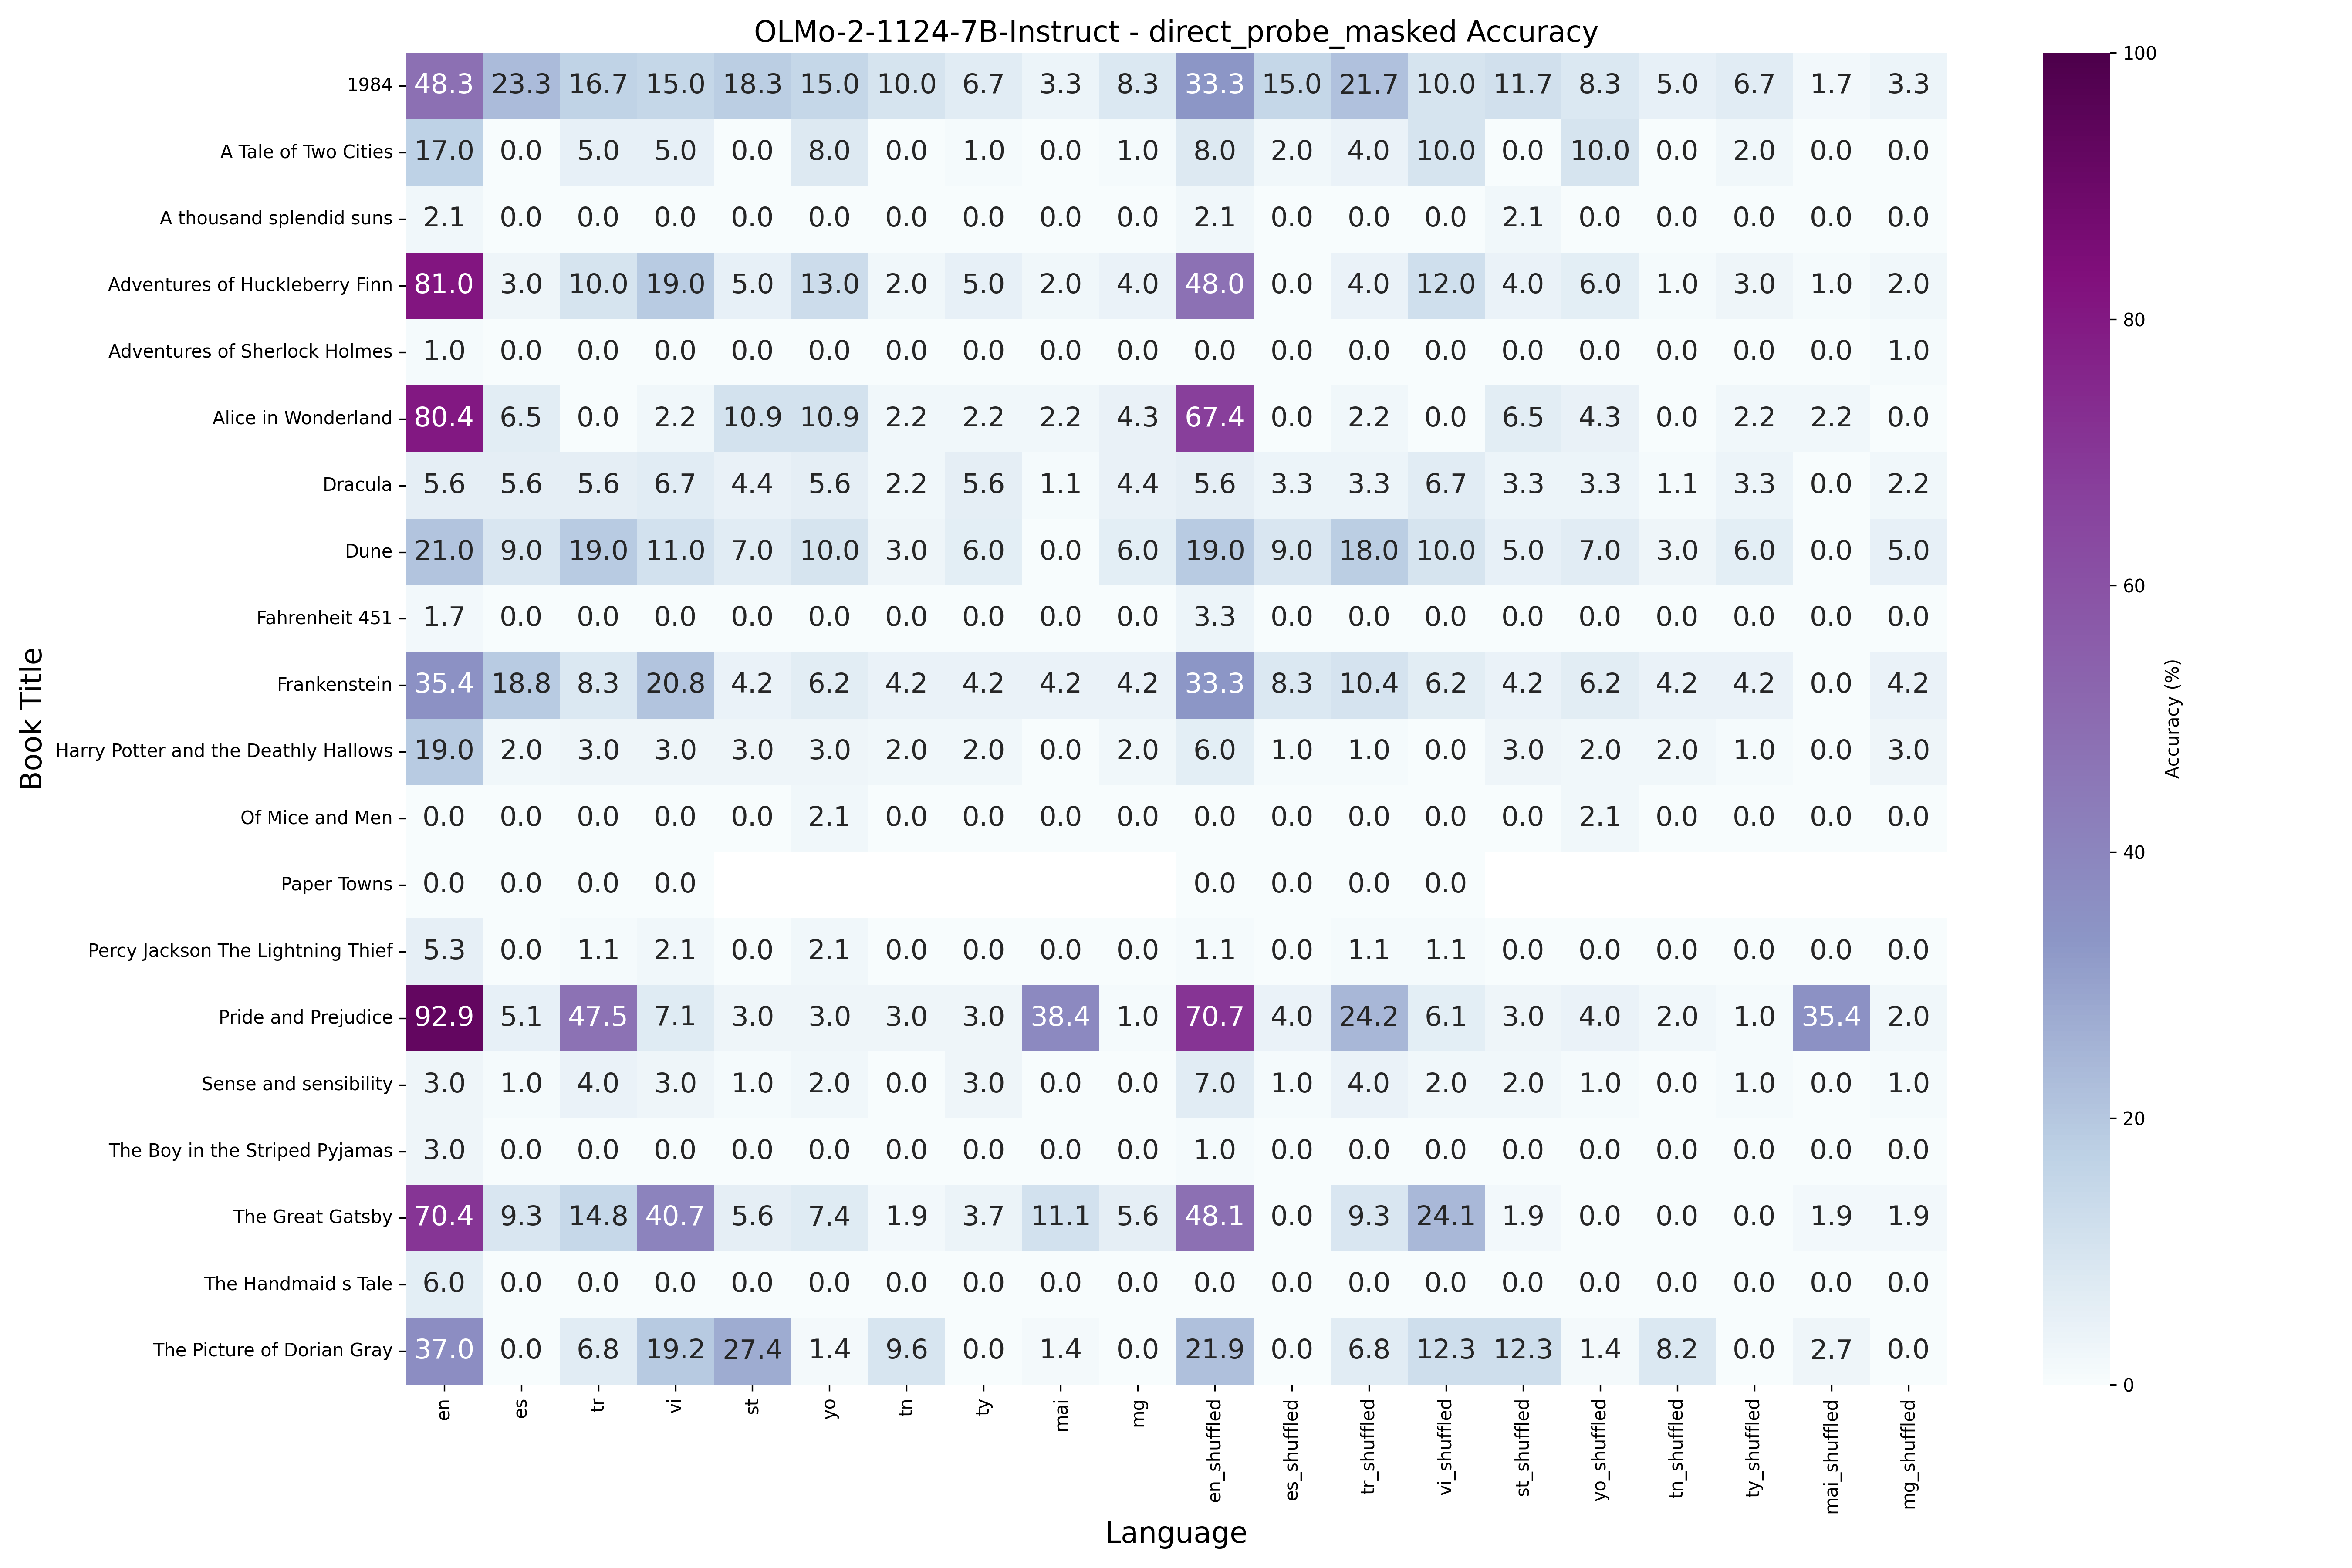 OLMo-2-1124-7B-Instruct - direct_probe_masked Accuracy
1984 48.3 23.3 16.7 15.0 18.3 15.0 10.0 6.7 3.3 8.3 33.3 15.0 21.7 10.0 11.7 8.3 5.0 6.7 1.7 3.3
A Tale of Two Cities 17.0 0.0 5.0 5.0 0.0 8.0 0.0 1.0 0.0 1.0 8.0 2.0 4.0 10.0 0.0 10.0 0.0 2.0 0.0 0.0
A thousand splendid suns 2.1 0.0 0.0 0.0 0.0 0.0 0.0 0.0 0.0 0.0 2.1 0.0 0.0 0.0 2.1 0.0 0.0 0.0 0.0 0.0
Adventures of Huckleberry Finn 81.0 3.0 10.0 19.0 5.0 13.0 2.0 5.0 2.0 4.0 48.0 0.0 4.0 12.0 4.0 6.0 1.0 3.0 1.0 2.0
Adventures of Sherlock Holmes 1.0 0.0 0.0 0.0 0.0 0.0 0.0 0.0 0.0 0.0 0.0 0.0 0.0 0.0 0.0 0.0 0.0 0.0 0.0 1.0
Alice in Wonderland 80.4 6.5 0.0 2.2 10.9 10.9 2.2 2.2 2.2 4.3 67.4 0.0 2.2 0.0 6.5 4.3 0.0 2.2 2.2 0.0
Dracula 5.6 5.6 5.6 6.7 4.4 5.6 2.2 5.6 1.1 4.4 5.6 3.3 3.3 6.7 3.3 3.3 1.1 3.3 0.0 2.2
Dune 21.0 9.0 19.0 11.0 7.0 10.0 3.0 6.0 0.0 6.0 19.0 9.0 18.0 10.0 5.0 7.0 3.0 6.0 0.0 5.0
Fahrenheit 451 1.7 0.0 0.0 0.0 0.0 0.0 0.0 0.0 0.0 0.0 3.3 0.0 0.0 0.0 0.0 0.0 0.0 0.0 0.0 0.0
Frankenstein 35.4 18.8 8.3 20.8 4.2 6.2 4.2 4.2 4.2 4.2 33.3 8.3 10.4 6.2 4.2 6.2 4.2 4.2 0.0 4.2
Harry Potter and the Deathly Hallows 19.0 2.0 3.0 3.0 3.0 3.0 2.0 2.0 0.0 2.0 6.0 1.0 1.0 0.0 3.0 2.0 2.0 1.0 0.0 3.0
Of Mice and Men 0.0 0.0 0.0 0.0 0.0 2.1 0.0 0.0 0.0 0.0 0.0 0.0 0.0 0.0 0.0 2.1 0.0 0.0 0.0 0.0
Paper Towns 0.0 0.0 0.0 0.0 0.0 0.0 0.0 0.0
Percy Jackson The Lightning Thief 5.3 0.0 1.1 2.1 0.0 2.1 0.0 0.0 0.0 0.0 1.1 0.0 1.1 1.1 0.0 0.0 0.0 0.0 0.0 0.0
Pride and Prejudice 92.9 5.1 47.5 7.1 3.0 3.0 3.0 3.0 38.4 1.0 70.7 4.0 24.2 6.1 3.0 4.0 2.0 1.0 35.4 2.0
Sense and sensibility 3.0 1.0 4.0 3.0 1.0 2.0 0.0 3.0 0.0 0.0 7.0 1.0 4.0 2.0 2.0 1.0 0.0 1.0 0.0 1.0
The Boy in the Striped Pyjamas 3.0 0.0 0.0 0.0 0.0 0.0 0.0 0.0 0.0 0.0 1.0 0.0 0.0 0.0 0.0 0.0 0.0 0.0 0.0 0.0
The Great Gatsby 70.4 9.3 14.8 40.7 5.6 7.4 1.9 3.7 11.1 5.6 48.1 0.0 9.3 24.1 1.9 0.0 0.0 0.0 1.9 1.9
The Handmaid s Tale 6.0 0.0 0.0 0.0 0.0 0.0 0.0 0.0 0.0 0.0 0.0 0.0 0.0 0.0 0.0 0.0 0.0 0.0 0.0 0.0
The Picture of Dorian Gray 37.0 0.0 6.8 19.2 27.4 1.4 9.6 0.0 1.4 0.0 21.9 0.0 6.8 12.3 12.3 1.4 8.2 0.0 2.7 0.0
en es tr vi st yo tn ty mai mg en_shuffled es_shuffled tr_shuffled vi_shuffled st_shuffled yo_shuffled tn_shuffled ty_shuffled mai_shuffled mg_shuffled
Language
Book Title
100
80
60
40
20
0
Accuracy (%)